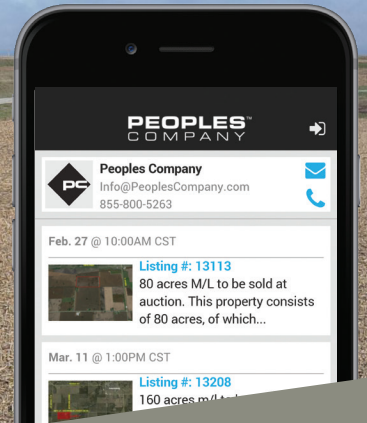 PEOPLES™
COMPANY
PC
Peoples Company
Info@PeoplesCompany.com
855-800-5263
Feb. 27 @ 10:00AM CST
Listing #: 13113
80 acres M/L to be sold at
auction. This property consists
of 80 acres, of which...
Mar. 11 @ 1:00PM CST
Listing #: 13208
160 acres